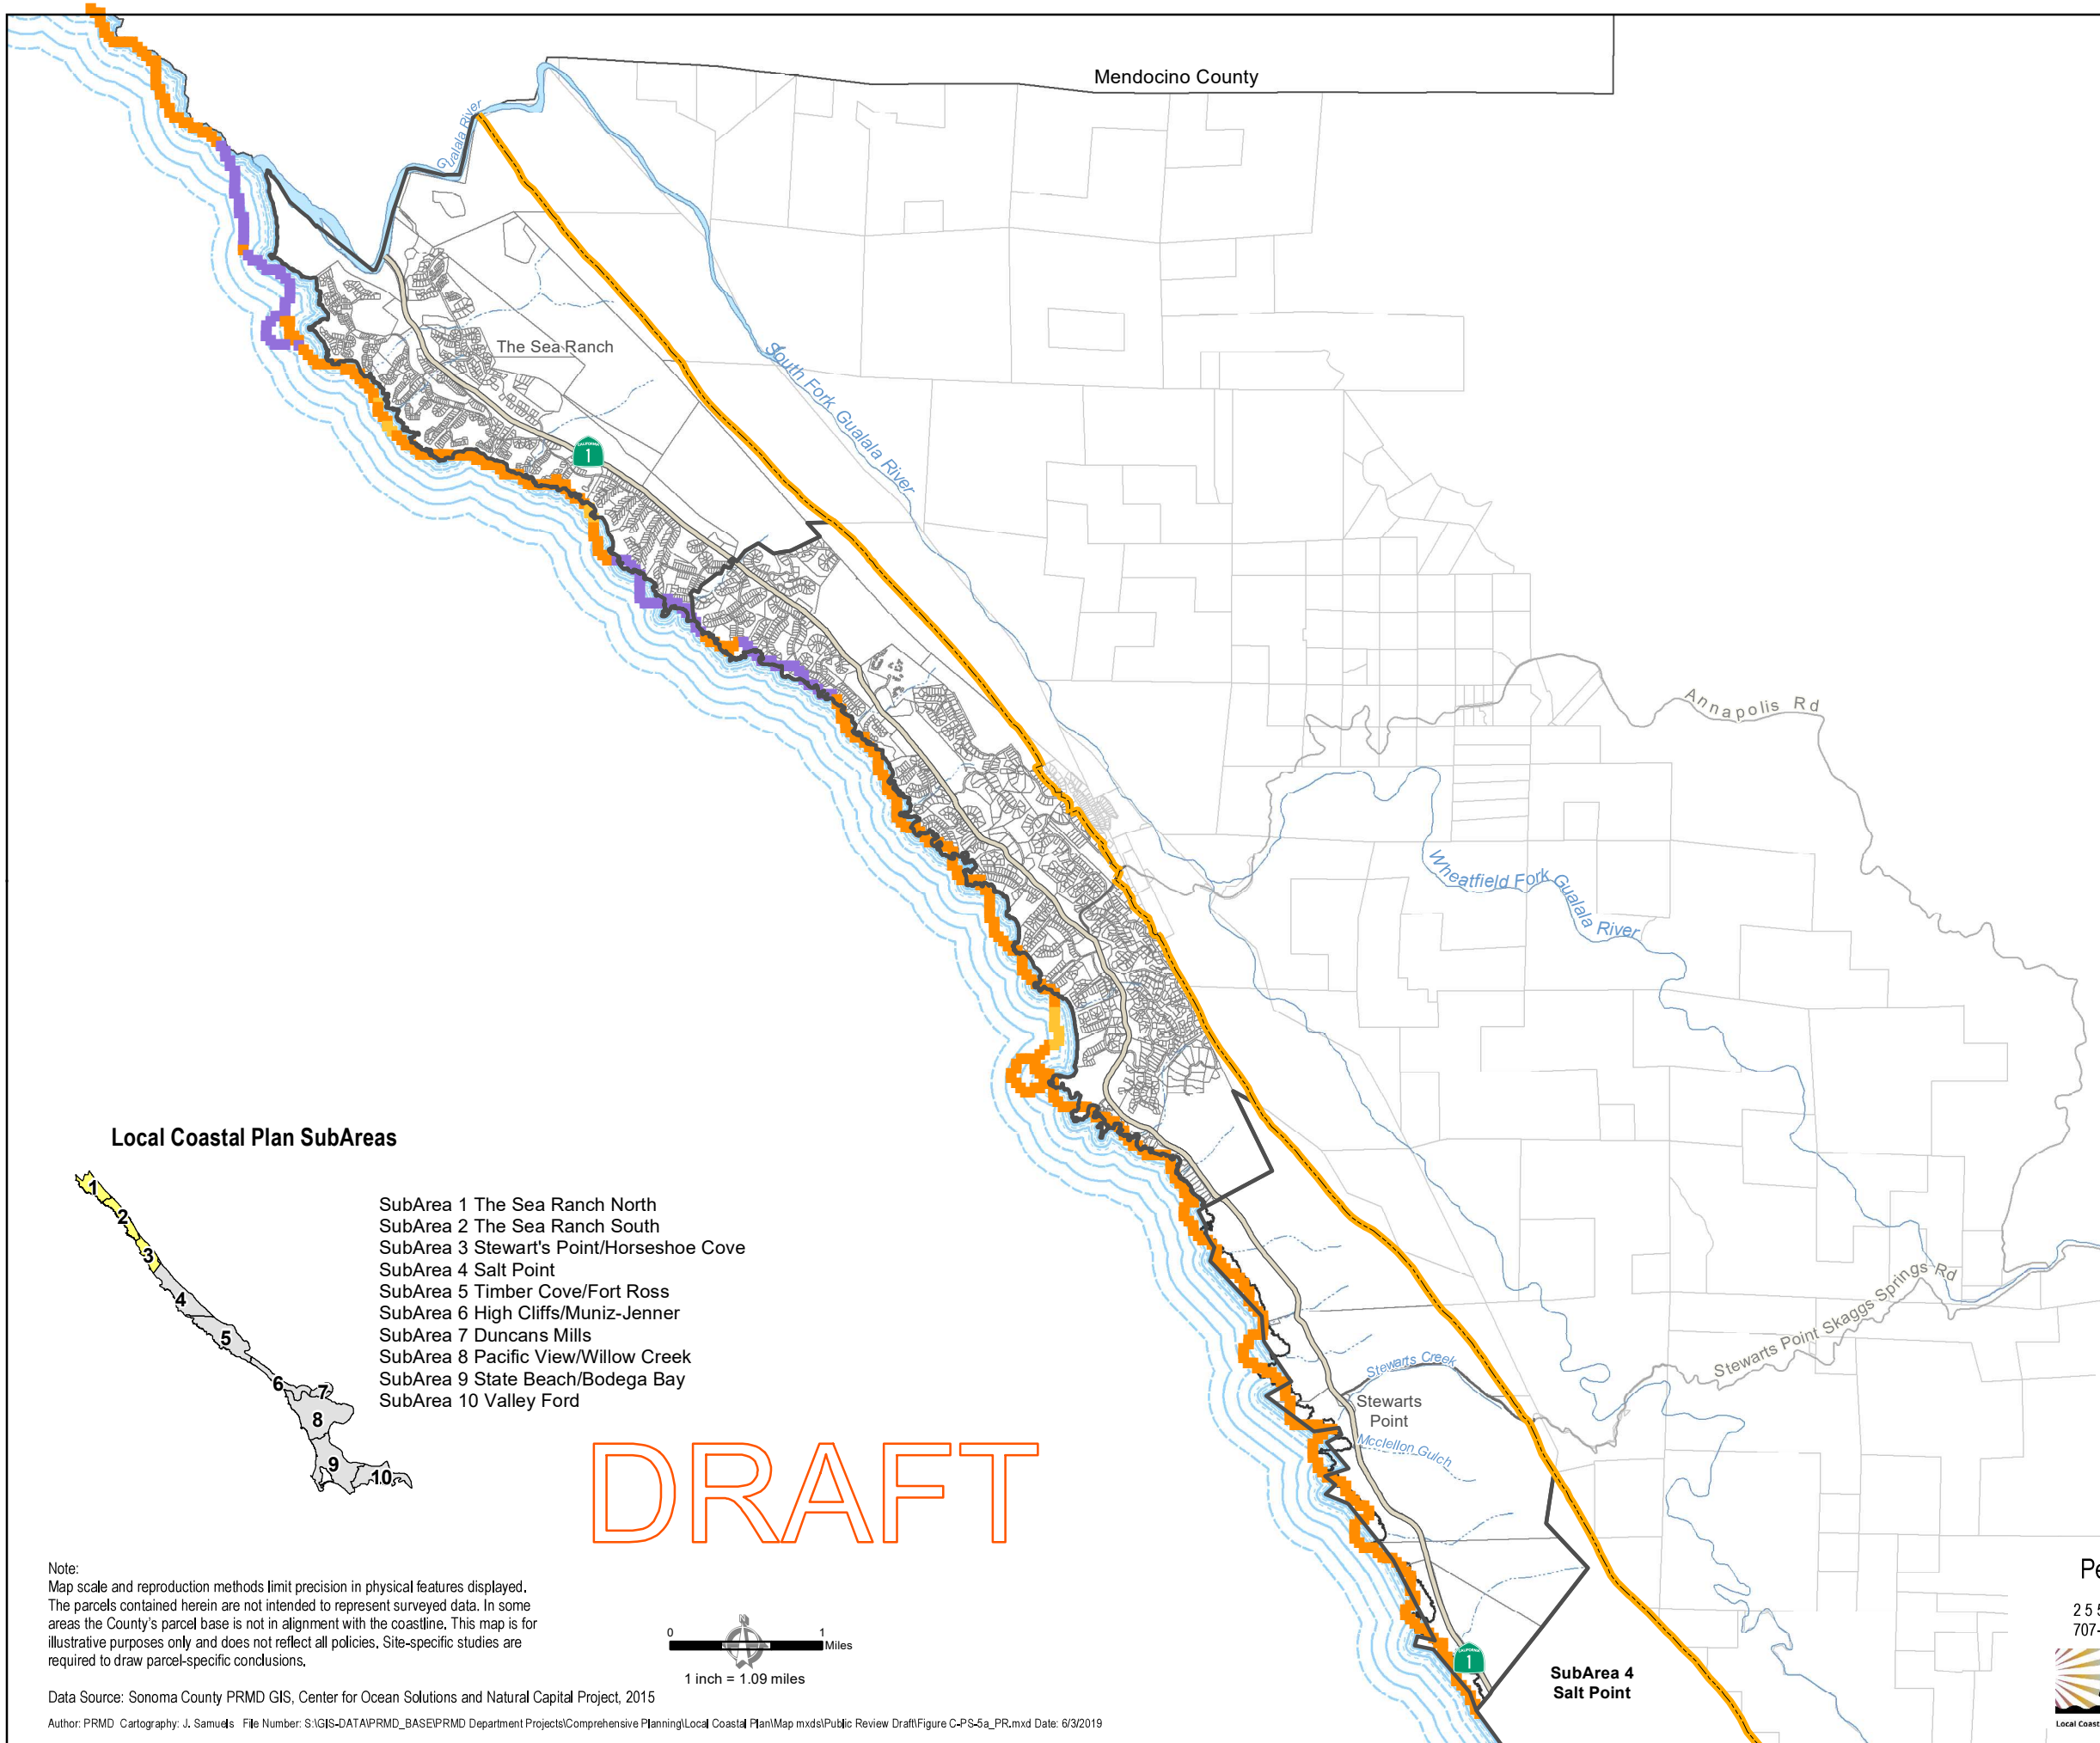 Mendocino County
Gualala River
The Sea Ranch
South Fork Gualala River
1
Annapolis Rd
Wheatfield Fork Gualala River
Stewarts Point Skaggs Springs Rd
Stewarts Creek
Stewarts
Point
Mcclellon Gulch
1
SubArea 4
Salt Point
Local Coastal Plan SubAreas
1
2
3
4
5
6
7
8
9
10
SubArea 1 The Sea Ranch North
SubArea 2 The Sea Ranch South
SubArea 3 Stewart's Point/Horseshoe Cove
SubArea 4 Salt Point
SubArea 5 Timber Cove/Fort Ross
SubArea 6 High Cliffs/Muniz-Jenner
SubArea 7 Duncans Mills
SubArea 8 Pacific View/Willow Creek
SubArea 9 State Beach/Bodega Bay
SubArea 10 Valley Ford
DRAFT
Note:
Map scale and reproduction methods limit precision in physical features displayed.
The parcels contained herein are not intended to represent surveyed data. In some
areas the County's parcel base is not in alignment with the coastline. This map is for
illustrative purposes only and does not reflect all policies. Site-specific studies are
required to draw parcel-specific conclusions.
0 1
Miles
1 inch = 1.09 miles
Data Source: Sonoma County PRMD GIS, Center for Ocean Solutions and Natural Capital Project, 2015
Author: PRMD Cartography: J. Samuels File Number: S:\GIS-DATA\PRMD_BASE\PRMD Department Projects\Comprehensive Planning\Local Coastal Plan\Map mxds\Public Review Draft\Figure C-PS-5a_PR.mxd Date: 6/3/2019
Pe
2 5 5
707-
Local Coast